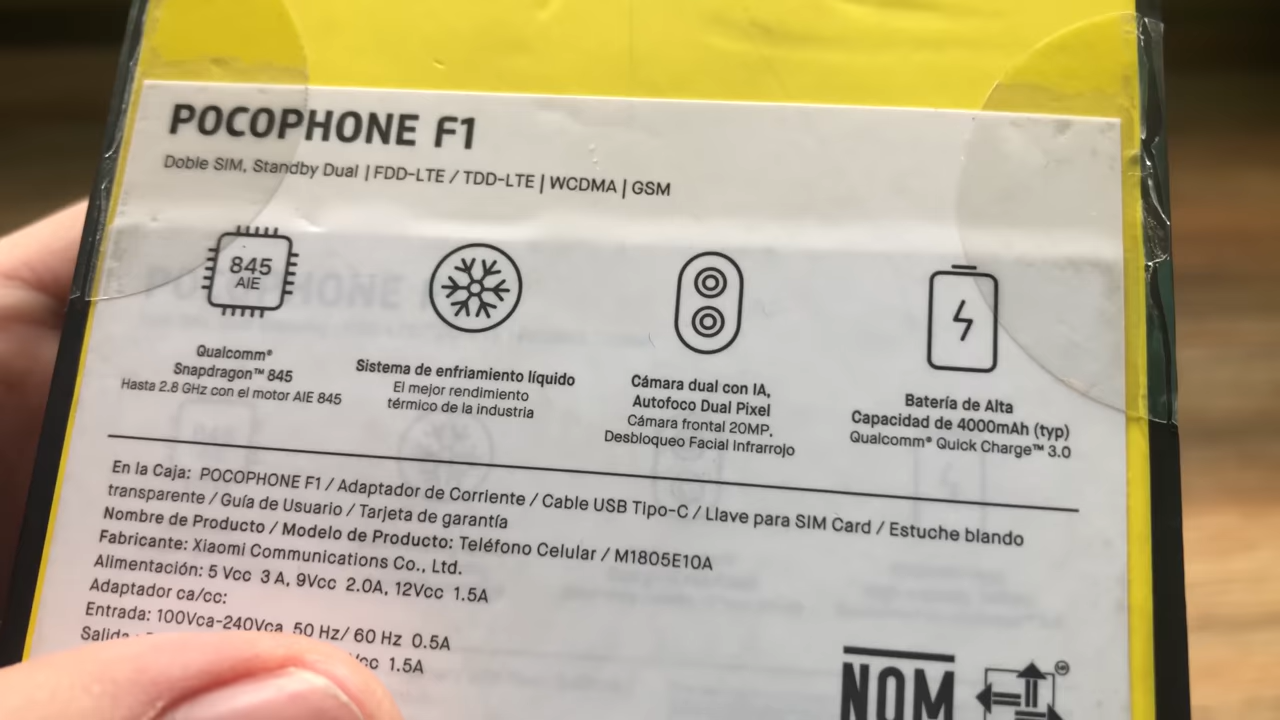 POCOPHONE F1
Doble SIM, Standby Dual | FDD-LTE / TDD-LTE | WCDMA | GSM
845
AIE
Qualcomm®
Snapdragon™ 845
Hasta 2.8 GHz con el motor AIE 845
Sistema de enfriamiento líquido
El mejor rendimiento
térmico de la industria
Cámara dual con IA,
Autofoco Dual Pixel
Cámara frontal 20MP,
Desbloqueo Facial Infrarrojo
Batería de Alta
Capacidad de 4000mAh (typ)
Qualcomm® Quick Charge™ 3.0
En la Caja: POCOPHONE F1 / Adaptador de Corriente / Cable USB Tipo-C / Llave para SIM Card / Estuche blando
transparente / Guía de Usuario / Tarjeta de garantía
Nombre de Producto / Modelo de Producto: Teléfono Celular / M1805E10A
Fabricante: Xiaomi Communications Co., Ltd.
Alimentación: 5 Vcc 3 A, 9Vcc 2.0A, 12Vcc 1.5A
Adaptador ca/cc:
Entrada: 100Vca-240Vca 50 Hz/ 60 Hz 0.5A
Salida 1.5A
NOM